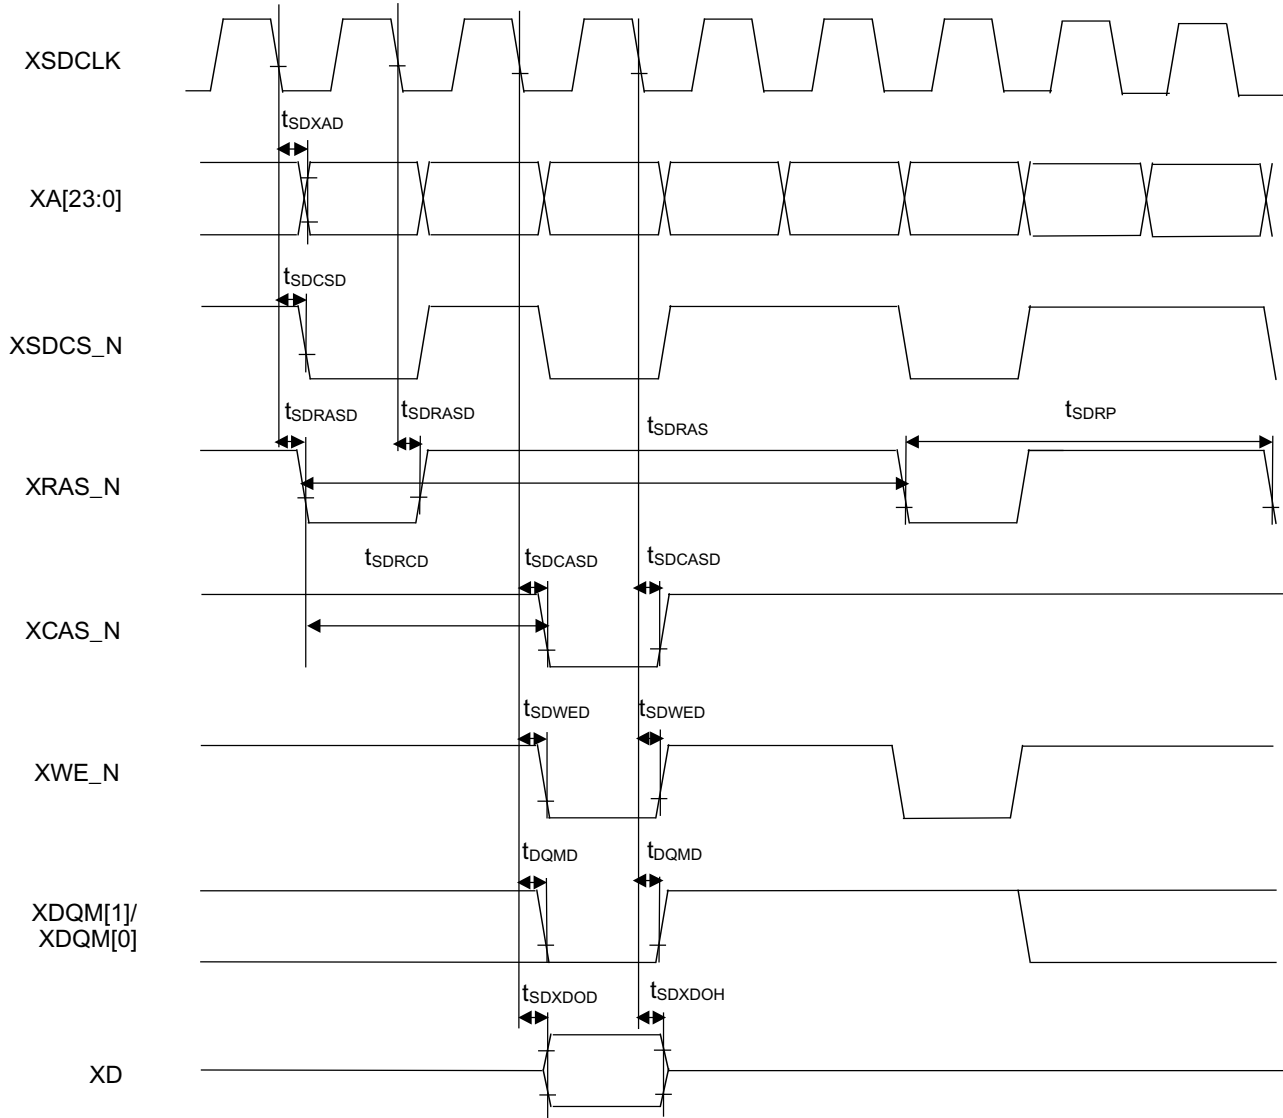 XSDCLK
tSDXAD
XA[23:0]
tSDCSD
XSDCS_N
tSDRASD tSDRASD tSDRAS tSDRP
XRAS_N
tSDRCD tSDCASD tSDCASD
XCAS_N
tSDWED tSDWED
XWE_N
tDQMD tDQMD
XDQM[1]/
XDQM[0]
tSDXDOD tSDXDOH
XD